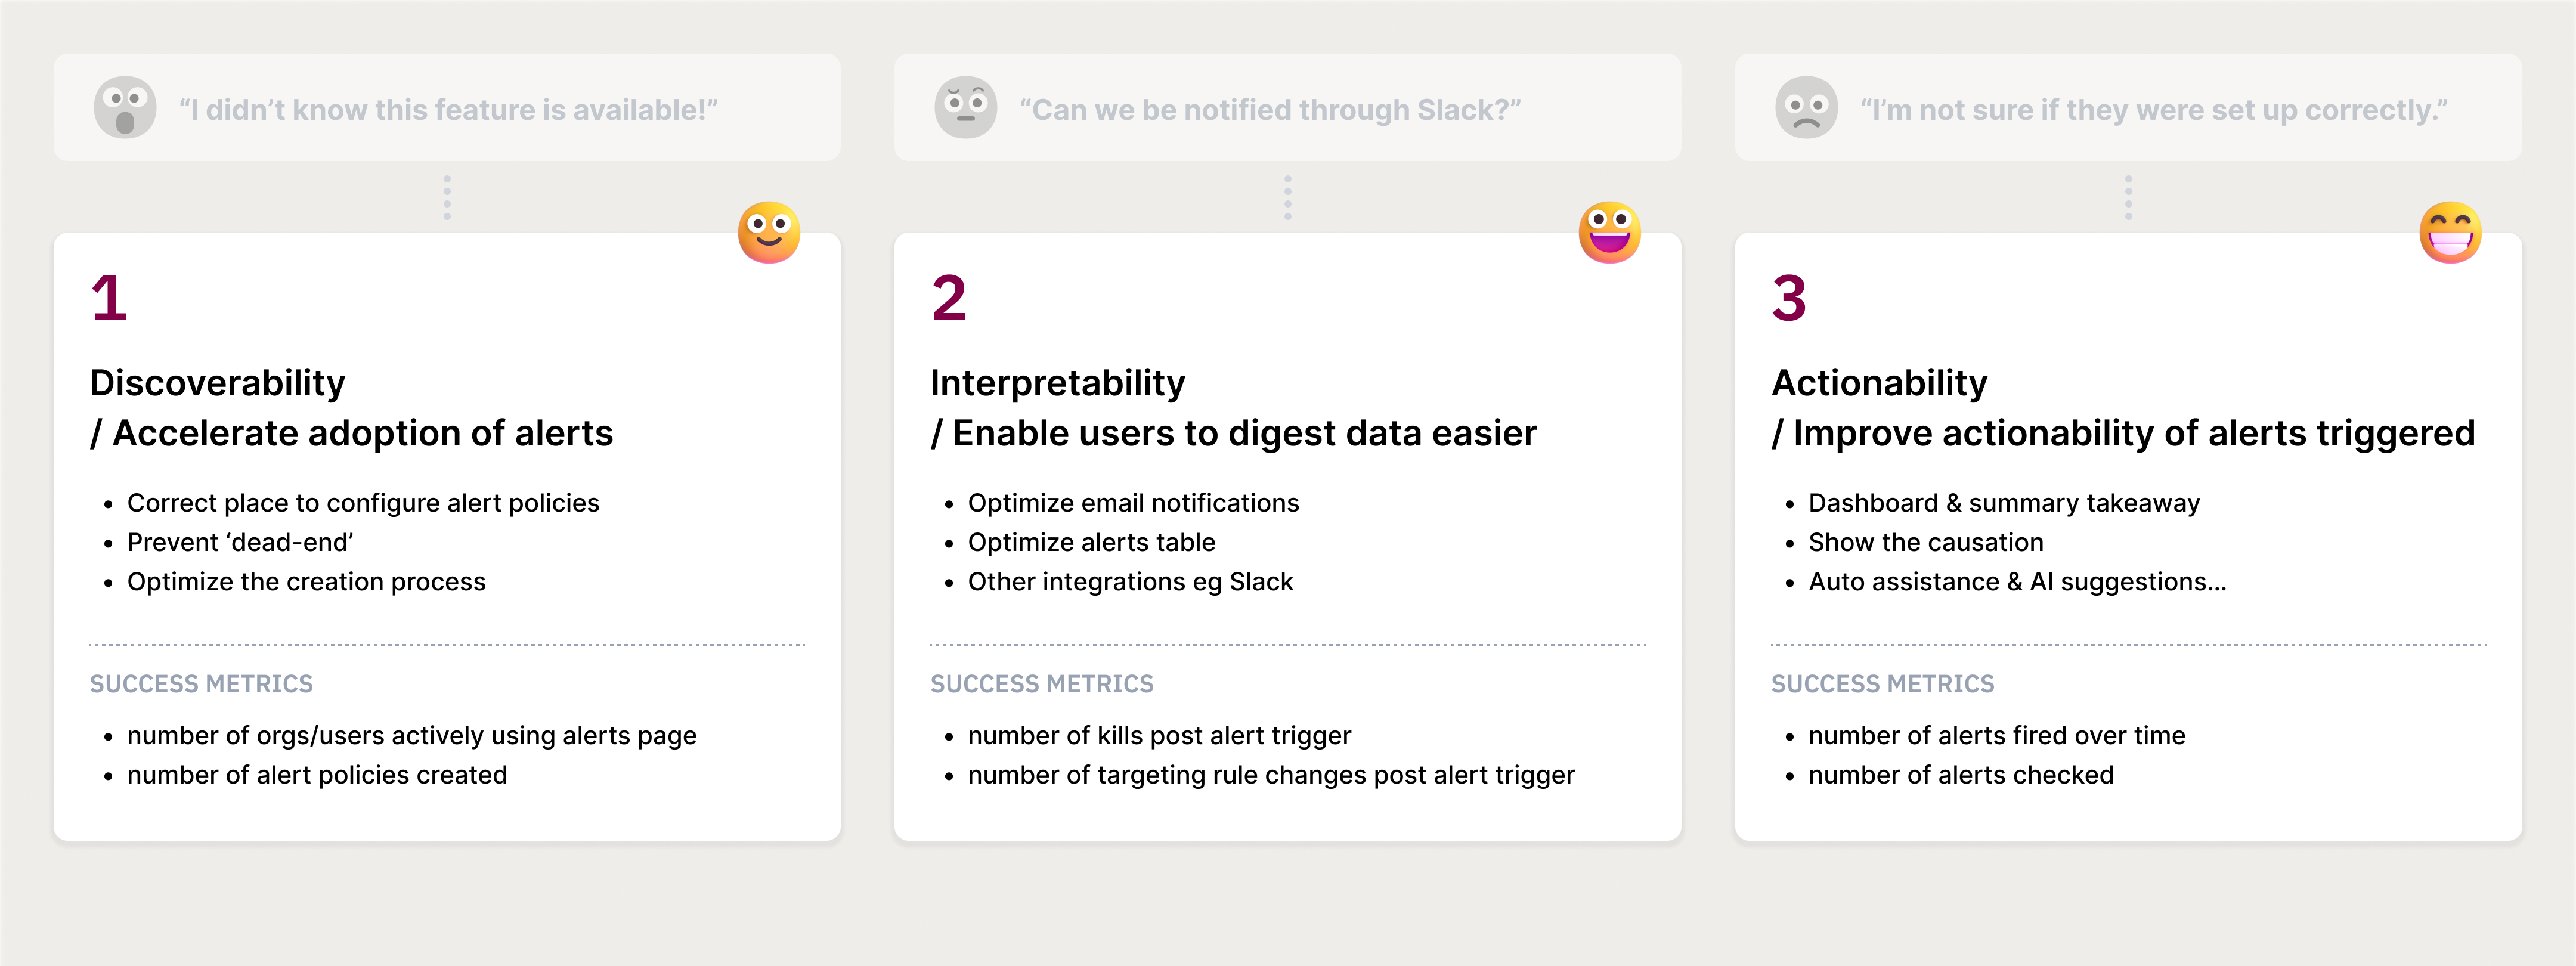 “I didn’t know this feature is available!”
“Can we be notified through Slack?”
“I’m not sure if they were set up correctly.”
1
Discoverability
/ Accelerate adoption of alerts
• Correct place to configure alert policies
• Prevent ‘dead-end’
• Optimize the creation process
SUCCESS METRICS
• number of orgs/users actively using alerts page
• number of alert policies created
2
Interpretability
/ Enable users to digest data easier
• Optimize email notifications
• Optimize alerts table
• Other integrations eg Slack
SUCCESS METRICS
• number of kills post alert trigger
• number of targeting rule changes post alert trigger
3
Actionability
/ Improve actionability of alerts triggered
• Dashboard & summary takeaway
• Show the causation
• Auto assistance & AI suggestions...
SUCCESS METRICS
• number of alerts fired over time
• number of alerts checked